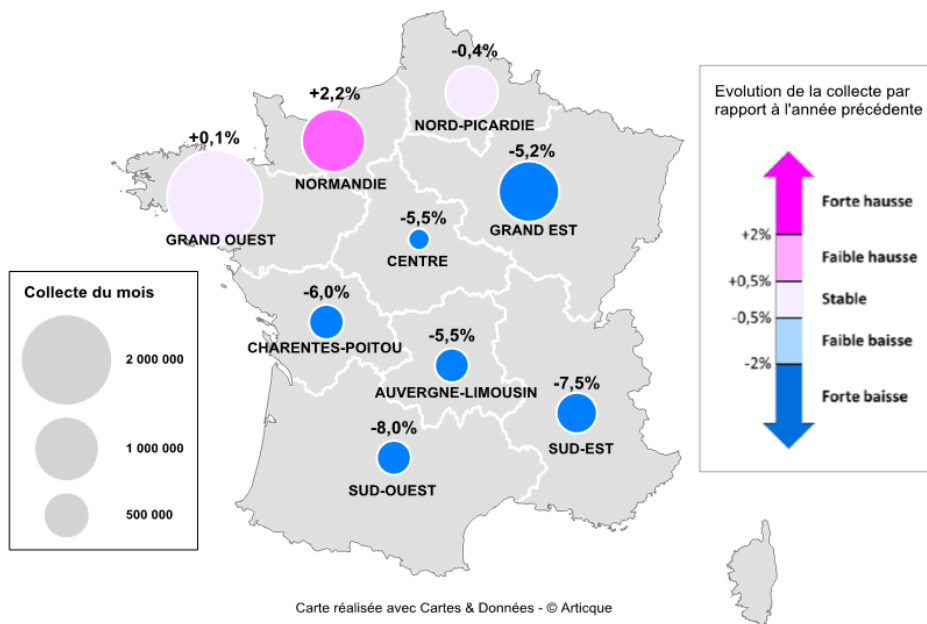 -0,4%
NORD-PICARDIE
+2,2%
NORMANDIE
+0,1%
GRAND OUEST
-5,2%
GRAND EST
-5,5%
CENTRE
-6,0%
CHARENTES-POITOU
-5,5%
AUVERGNE-LIMOUSIN
-7,5%
SUD-EST
-8,0%
SUD-OUEST
Evolution de la collecte par
rapport à l'année précédente
Forte hausse
+2%
Faible hausse
+0,5%
Stable
-0,5%
Faible baisse
-2%
Forte baisse
Collecte du mois
2 000 000
1 000 000
500 000
Carte réalisée avec Cartes & Données - © Articque